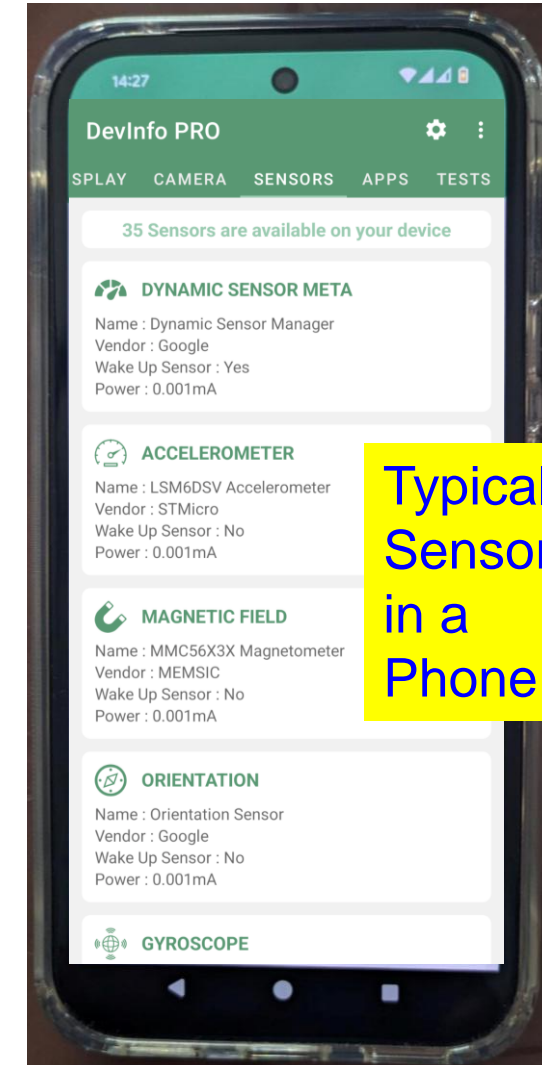 14:27
DevInfo PRO
SPLAY CAMERA SENSORS APPS TESTS
35 Sensors are available on your device
DYNAMIC SENSOR META
Name : Dynamic Sensor Manager
Vendor : Google
Wake Up Sensor : Yes
Power : 0.001mA
ACCELEROMETER
Name : LSM6DSV Accelerometer
Vendor : STMicro
Wake Up Sensor : No
Power : 0.001mA
Typical
Sensor
in a
Phone
MAGNETIC FIELD
Name : MMC56X3X Magnetometer
Vendor : MEMSIC
Wake Up Sensor : No
Power : 0.001mA
ORIENTATION
Name : Orientation Sensor
Vendor : Google
Wake Up Sensor : No
Power : 0.001mA
GYROSCOPE